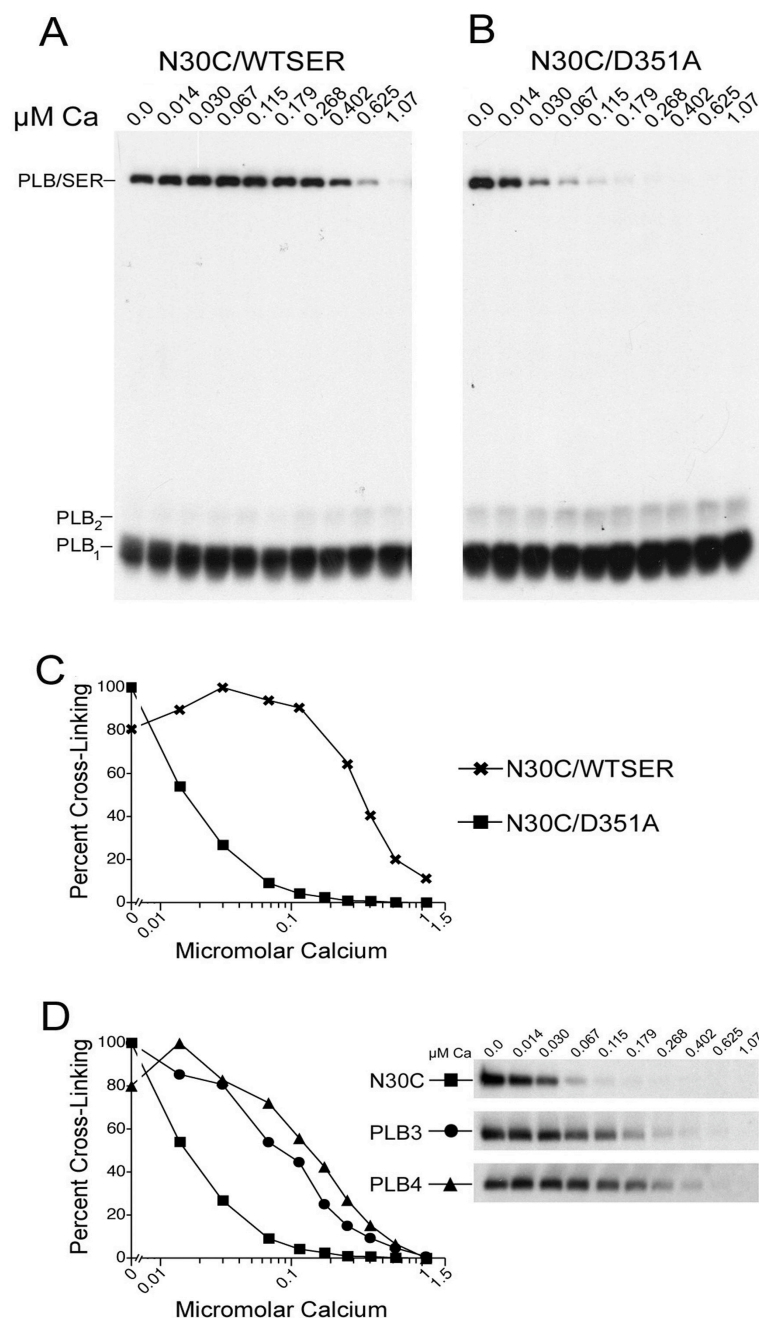 A
N30C/WTSER
µM Ca
0.0 0.014 0.030 0.067 0.115 0.179 0.268 0.402 0.625 1.07
PLB/SER
PLB2
PLB1
B
N30C/D351A
0.0 0.014 0.030 0.067 0.115 0.179 0.268 0.402 0.625 1.07
C
Percent Cross-Linking
100
80
60
40
20
0
0 0.01 0.1 1 1.5
Micromolar Calcium
N30C/WTSER
N30C/D351A
D
Percent Cross-Linking
100
80
60
40
20
0
0 0.01 0.1 1 1.5
Micromolar Calcium
µM Ca 0.0 0.014 0.030 0.067 0.115 0.179 0.268 0.402 0.625 1.07
N30C
PLB3
PLB4